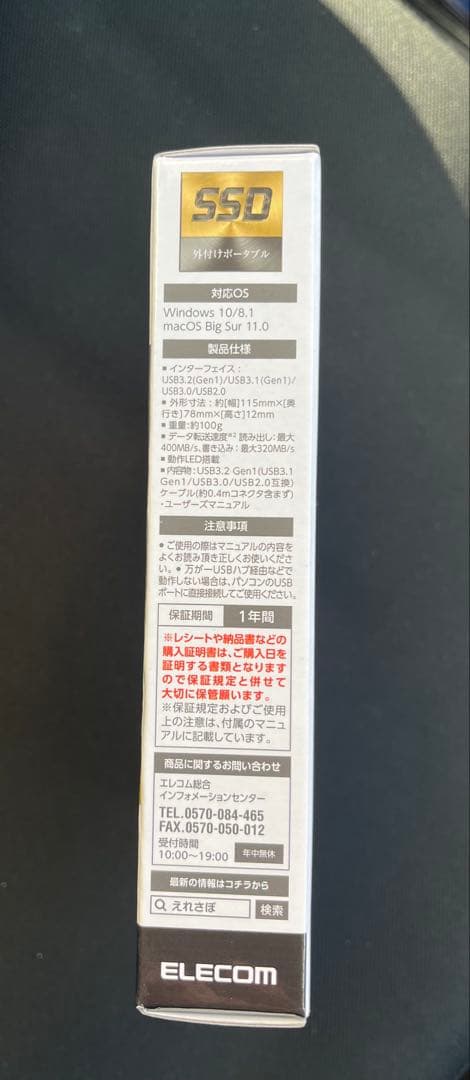 SSD
外付けポータブル
対応OS
Windows 10/8.1
macOS Big Sur 11.0
製品仕様
■ インターフェイス：
USB3.2(Gen1)/USB3.1(Gen1)/
USB3.0/USB2.0
■ 外形寸法：約[幅]115mm×[奥
行き]78mm×[高さ]12mm
■ 重量：約100g
■ データ転送速度※2 読み出し：最大
400MB/s、書き込み：最大320MB/s
■ 動作LED搭載
■ 内容物：USB3.2 Gen1(USB3.1
Gen1/USB3.0/USB2.0互換)
ケーブル(約0.4mコネクタ含まず)
・ユーザーズマニュアル
注意事項
● ご使用の際はマニュアルの内容を
よくお読み頂き正しくお使いくださ
い。● 万が一USBハブ経由などで
動作しない場合は、パソコンのUSB
ポートに直接接続してご使用ください。
保証期間 1年間
※レシートや納品書などの
購入証明書は、ご購入日を
証明する書類となります
ので保証規定と併せて
大切に保管願います。
※保証規定およびご使用
上の注意は、付属のマニュ
アルに記載しています。
商品に関するお問い合わせ
エレコム総合
インフォメーションセンター
TEL.0570-084-465
FAX.0570-050-012
受付時間
10:00～19:00 年中無休
最新の情報はコチラから
えれさぽ 検索
ELECOM